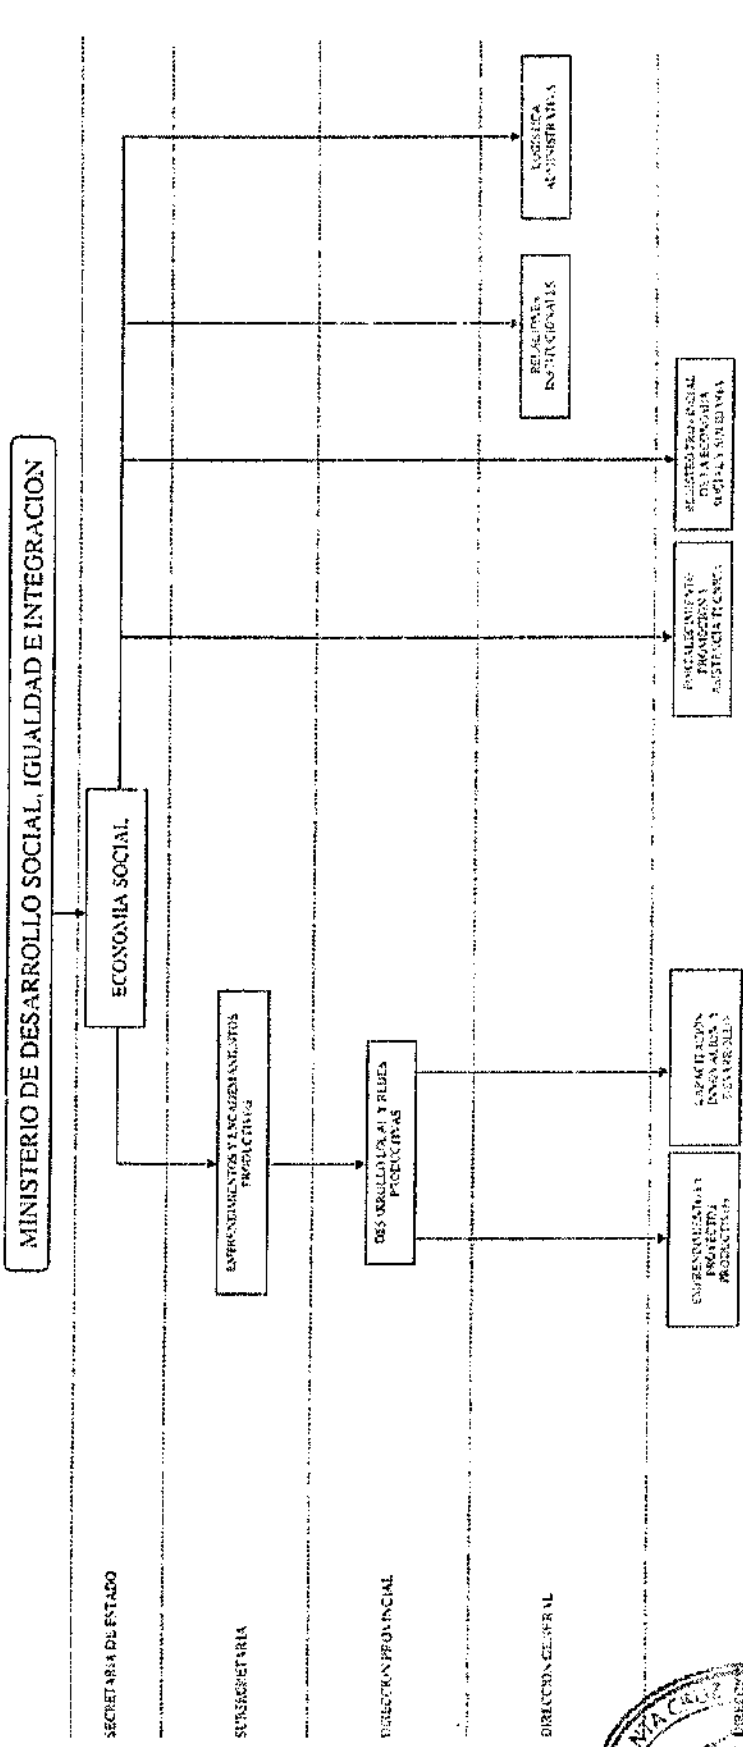 MINISTERIO DE DESARROLLO SOCIAL, IGUALDAD E INTEGRACION
SECRETARIA DE ESTADO
ECONOMIA SOCIAL
SUBSECRETARIA
EMPRENDIMIENTOS Y ENCADENAMIENTOS
PRODUCTIVOS
DIRECCION PROVINCIAL
DESARROLLO LOCAL Y REDES
PRODUCTIVAS
DIRECCION GENERAL
RELACIONES
INSTITUCIONALES
LOGISTICA
ADMINISTRATIVA
DIRECCION
EMPRENDIMIENTOS Y
PROYECTOS
PRODUCTIVOS
CAPACITACION
INNOVACION Y
DESARROLLO
FORTALECIMIENTO
PROMOCION Y
ASISTENCIA TECNICA
REGISTRO PROVINCIAL
DE LA ECONOMIA
SOCIAL Y SOLIDARIA